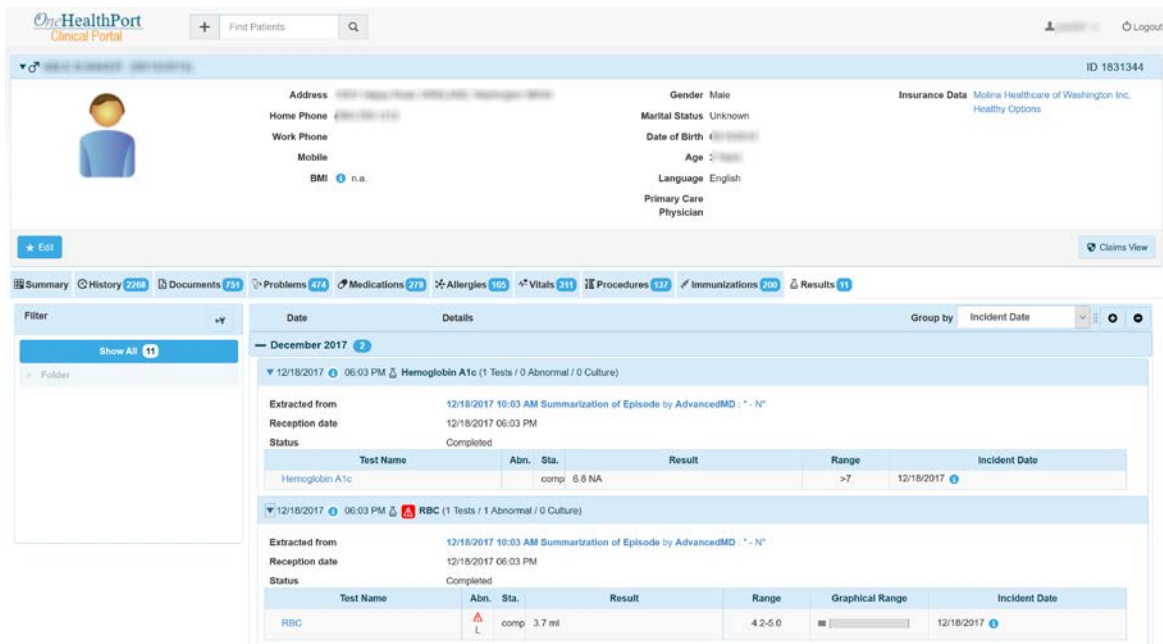 OneHealthPort
Clinical Portal
+ Find Patients
Logout
ID 1831344
Address
Home Phone
Work Phone
Mobile
BMI n.a.
Gender Male
Marital Status Unknown
Date of Birth
Age
Language English
Primary Care
Physician
Insurance Data Molina Healthcare of Washington Inc,
Healthy Options
Edit
Claims View
Summary History 2268 Documents 751 Problems 474 Medications 279 Allergies 105 Vitals 311 Procedures 137 Immunizations 200 Results 11
Filter
Show All 11
+ Folder
Date Details Group by Incident Date
— December 2017 2
12/18/2017 06:03 PM Hemoglobin A1c (1 Tests / 0 Abnormal / 0 Culture)
Extracted from 12/18/2017 10:03 AM Summarization of Episode by AdvancedMD : " - N"
Reception date 12/18/2017 06:03 PM
Status Completed
Test Name Abn. Sta. Result Range Incident Date
Hemoglobin A1c comp 6.8 NA >7 12/18/2017
12/18/2017 06:03 PM RBC (1 Tests / 1 Abnormal / 0 Culture)
Extracted from 12/18/2017 10:03 AM Summarization of Episode by AdvancedMD : " - N"
Reception date 12/18/2017 06:03 PM
Status Completed
Test Name Abn. Sta. Result Range Graphical Range Incident Date
RBC L comp 3.7 ml 4.2-5.0 12/18/2017